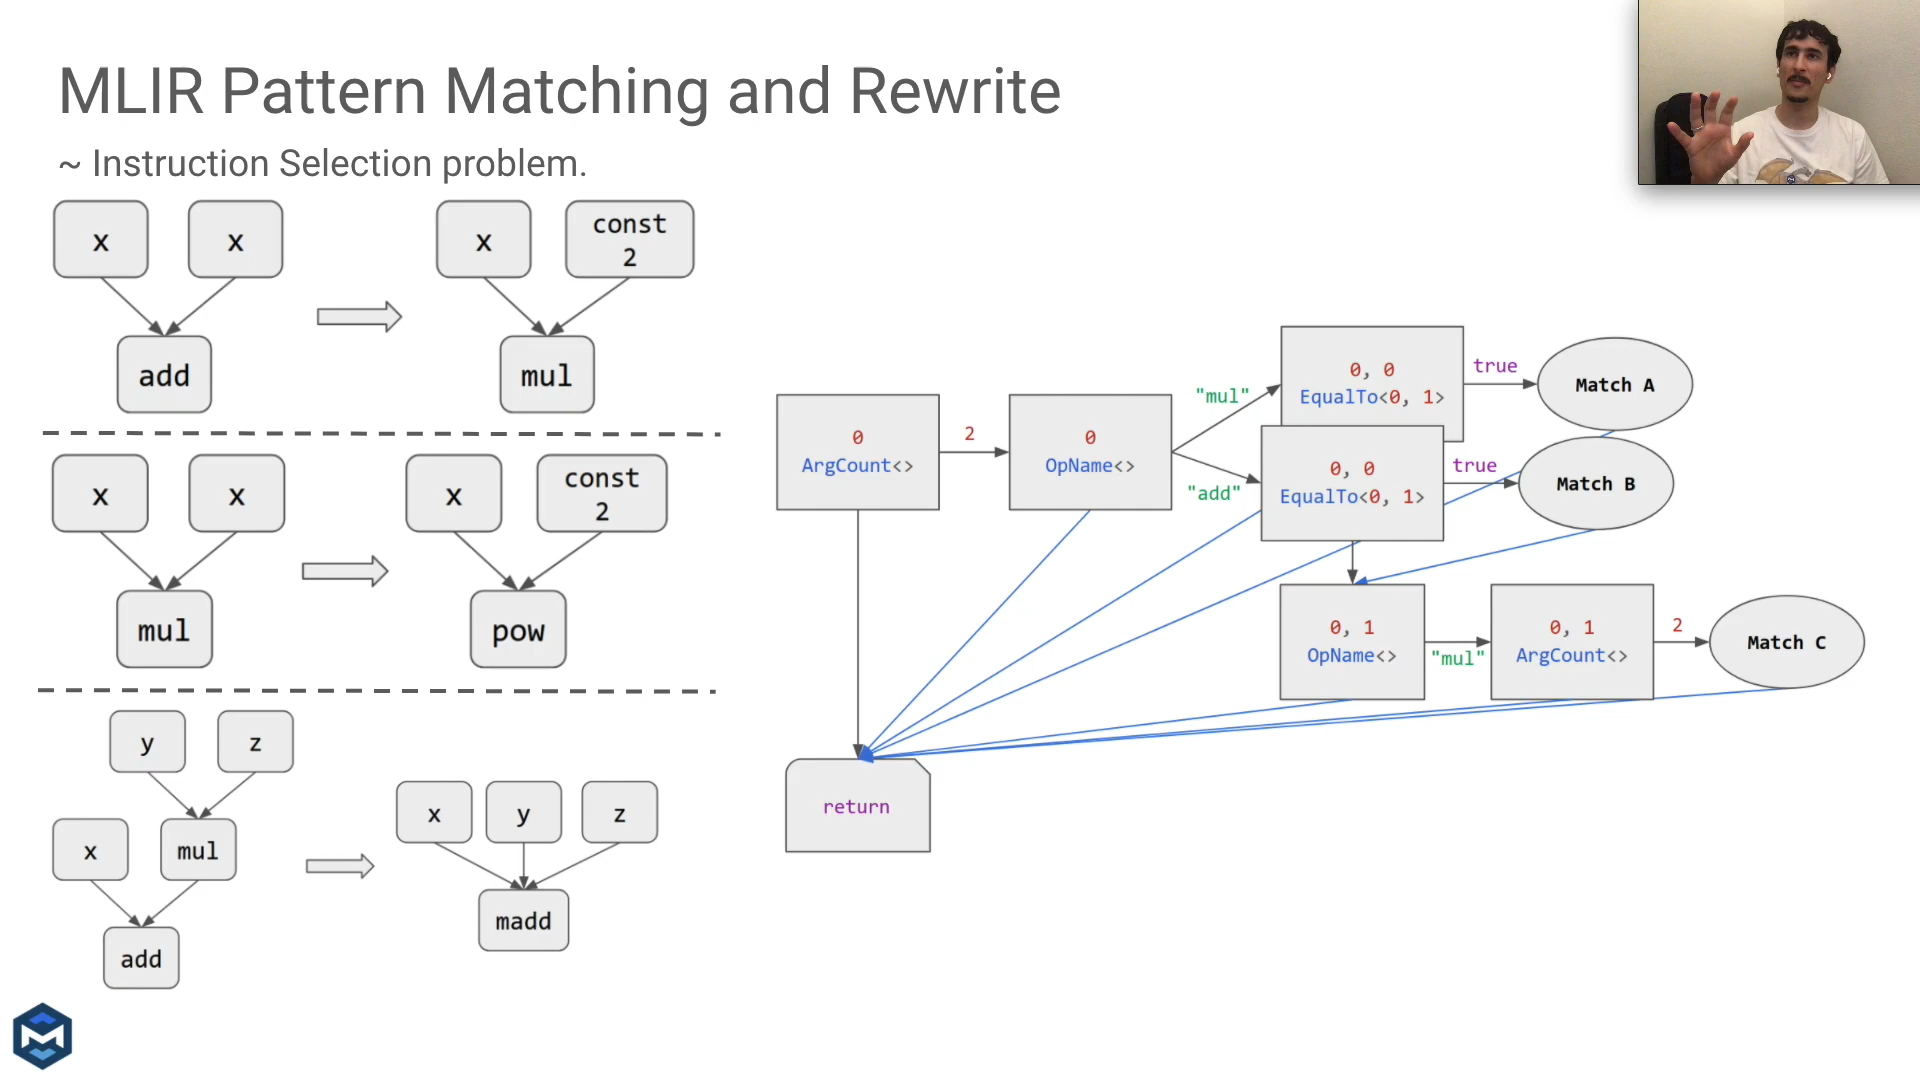 MLIR Pattern Matching and Rewrite
~ Instruction Selection problem.
x
x
add
x
const
2
mul
x
x
mul
x
const
2
pow
y
z
x
mul
add
x
y
z
madd
0
ArgCount<>
2
0
OpName<>
"mul"
0, 0
EqualTo<0, 1>
true
Match A
"add"
0, 0
EqualTo<0, 1>
true
Match B
0, 1
OpName<>
"mul"
0, 1
ArgCount<>
2
Match C
return